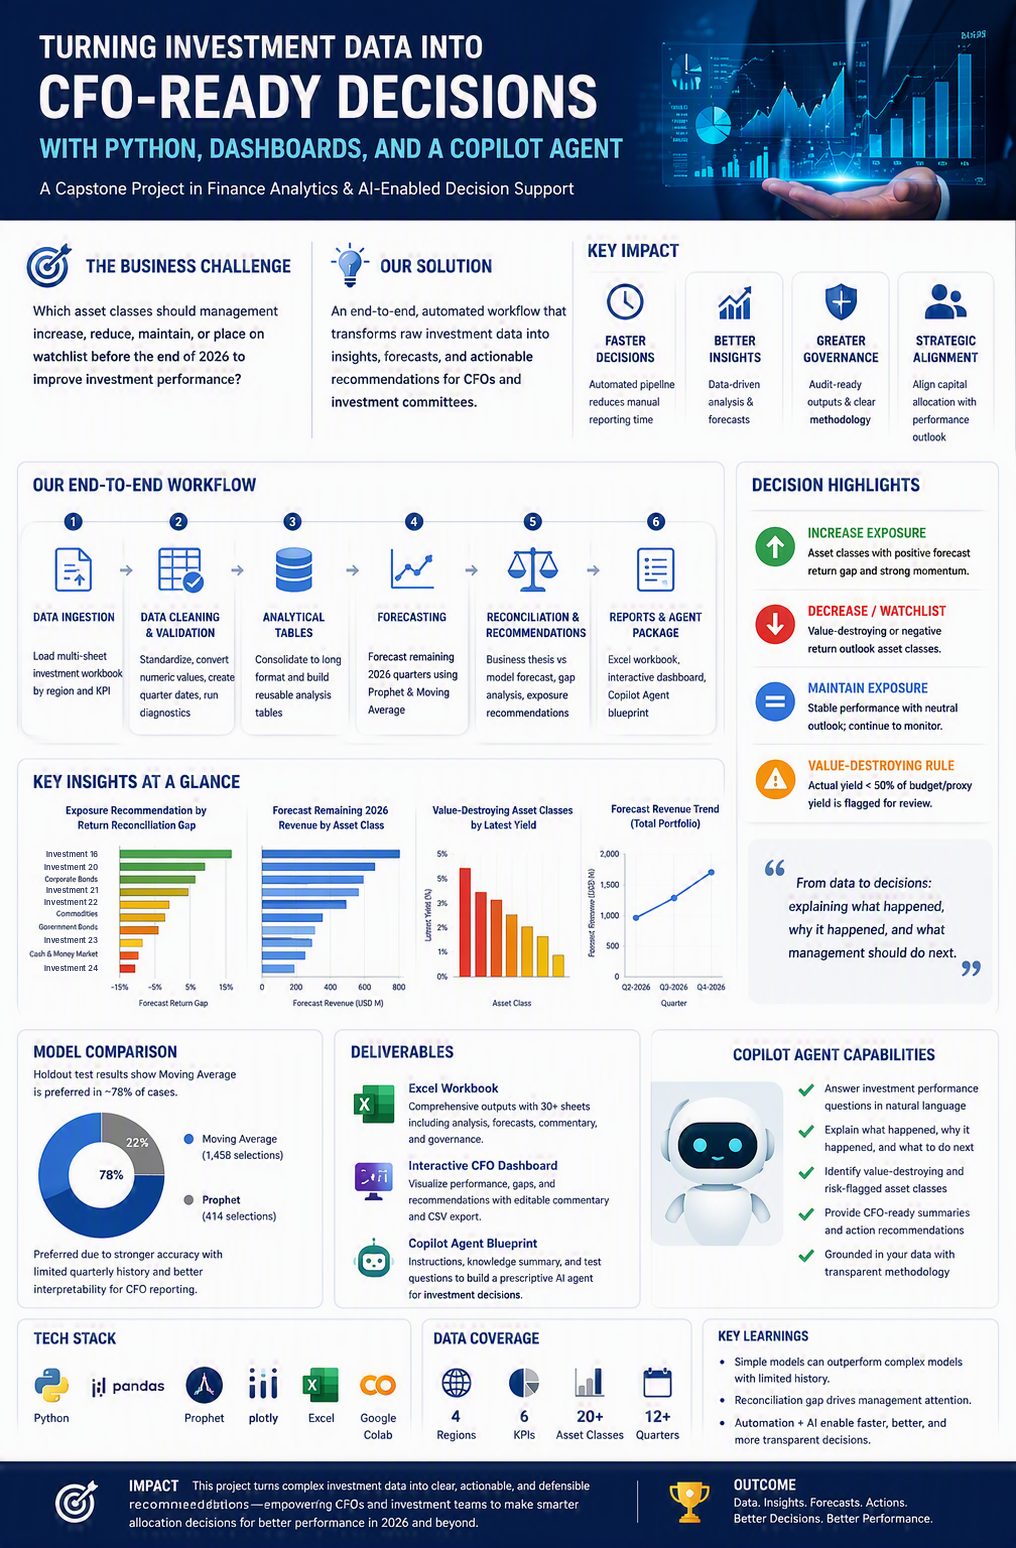 TURNING INVESTMENT DATA INTO
CFO-READY DECISIONS
WITH PYTHON, DASHBOARDS, AND A COPILOT AGENT
A Capstone Project in Finance Analytics & AI-Enabled Decision Support
THE BUSINESS CHALLENGE
Which asset classes should management
increase, reduce, maintain, or place on
watchlist before the end of 2026 to
improve investment performance?
OUR SOLUTION
An end-to-end, automated workflow that
transforms raw investment data into
insights, forecasts, and actionable
recommendations for CFOs and
investment committees.
KEY IMPACT
FASTER
DECISIONS
Automated pipeline
reduces manual
reporting time
BETTER
INSIGHTS
Data-driven
analysis &
forecasts
GREATER
GOVERNANCE
Audit-ready
outputs & clear
methodology
STRATEGIC
ALIGNMENT
Align capital
allocation with
performance
outlook
OUR END-TO-END WORKFLOW
1
DATA INGESTION
Load multi-sheet
investment workbook
by region and KPI
2
DATA CLEANING
& VALIDATION
Standardize, convert
numeric values, create
quarter dates, run
diagnostics
3
ANALYTICAL
TABLES
Consolidate to long
format and build
reusable analysis
tables
4
FORECASTING
Forecast remaining
2026 quarters using
Prophet & Moving
Average
5
RECONCILIATION &
RECOMMENDATIONS
Business thesis vs
model forecast, gap
analysis, exposure
recommendations
6
REPORTS & AGENT
PACKAGE
Excel workbook,
interactive dashboard,
Copilot Agent
blueprint
DECISION HIGHLIGHTS
INCREASE EXPOSURE
Asset classes with positive forecast
return gap and strong momentum.
DECREASE / WATCHLIST
Value-destroying or negative
return outlook asset classes.
MAINTAIN EXPOSURE
Stable performance with neutral
outlook; continue to monitor.
VALUE-DESTROYING RULE
Actual yield < 50% of budget/proxy
yield is flagged for review.
KEY INSIGHTS AT A GLANCE
Exposure Recommendation by
Return Reconciliation Gap
Investment 16
Investment 20
Corporate Bonds
Investment 21
Investment 22
Commodities
Government Bonds
Investment 23
Cash & Money Market
Investment 24
-15% -5% 5% 15%
Forecast Return Gap
Forecast Remaining 2026
Revenue by Asset Class
0 200 400 600 800
Forecast Revenue (USD M)
Value-Destroying Asset Classes
by Latest Yield
5%
5%
3%
2%
1%
0%
Asset Class
Forecast Revenue Trend
(Total Portfolio)
2,000
1,500
1,000
500
0
Q2-2026 Q3-2026 Q4-2026
Quarter
“ From data to decisions:
explaining what happened,
why it happened, and what
management should do next. ”
MODEL COMPARISON
Holdout test results show Moving Average
is preferred in ~78% of cases.
22%
78%
Moving Average
(1,458 selections)
Prophet
(414 selections)
Preferred due to stronger accuracy with
limited quarterly history and better
interpretability for CFO reporting.
DELIVERABLES
Excel Workbook
Comprehensive outputs with 30+ sheets
including analysis, forecasts, commentary,
and governance.
Interactive CFO Dashboard
Visualize performance, gaps, and
recommendations with editable commentary
and CSV export.
Copilot Agent Blueprint
Instructions, knowledge summary, and test
questions to build a prescriptive AI agent
for investment decisions.
COPILOT AGENT CAPABILITIES
Answer investment performance
questions in natural language
Explain what happened, why it
happened, and what to do next
Identify value-destroying and
risk-flagged asset classes
Provide CFO-ready summaries
and action recommendations
Grounded in your data with
transparent methodology
TECH STACK
Python
pandas
Prophet
plotly
X
Excel
Google
Colab
DATA COVERAGE
4
Regions
6
KPIs
20+
Asset Classes
12+
Quarters
KEY LEARNINGS
• Simple models can outperform complex models
with limited history.
• Reconciliation gap drives management attention.
• Automation + AI enable faster, better, and
more transparent decisions.
IMPACT This project turns complex investment data into clear, actionable, and defensible
recommneddbtions—empowering CFOs and investment teams to make smarter
allocation decisions for better performance in 2026 and beyond.
OUTCOME
Data. Insights. Forecasts. Actions.
Better Decisions. Better Performance.